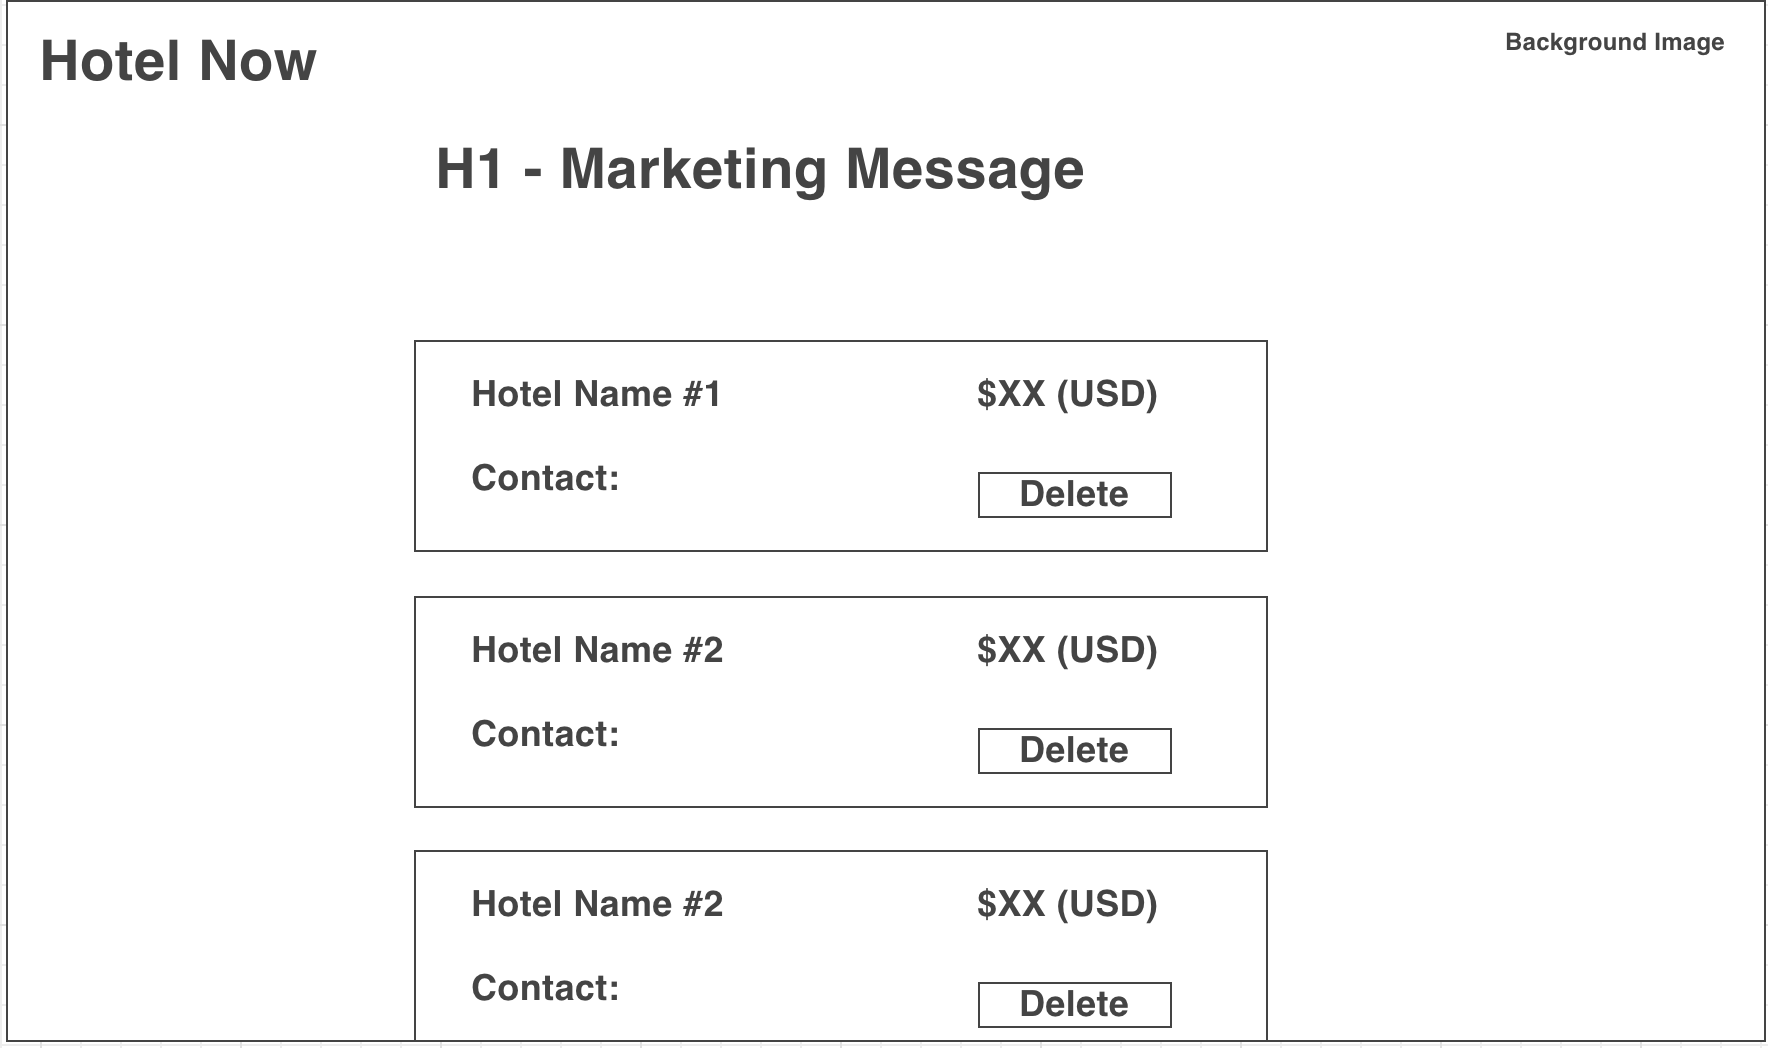 Hotel Now
Background Image
H1 - Marketing Message
Hotel Name #1
$XX (USD)
Contact:
Delete
Hotel Name #2
$XX (USD)
Contact:
Delete
Hotel Name #2
$XX (USD)
Contact:
Delete